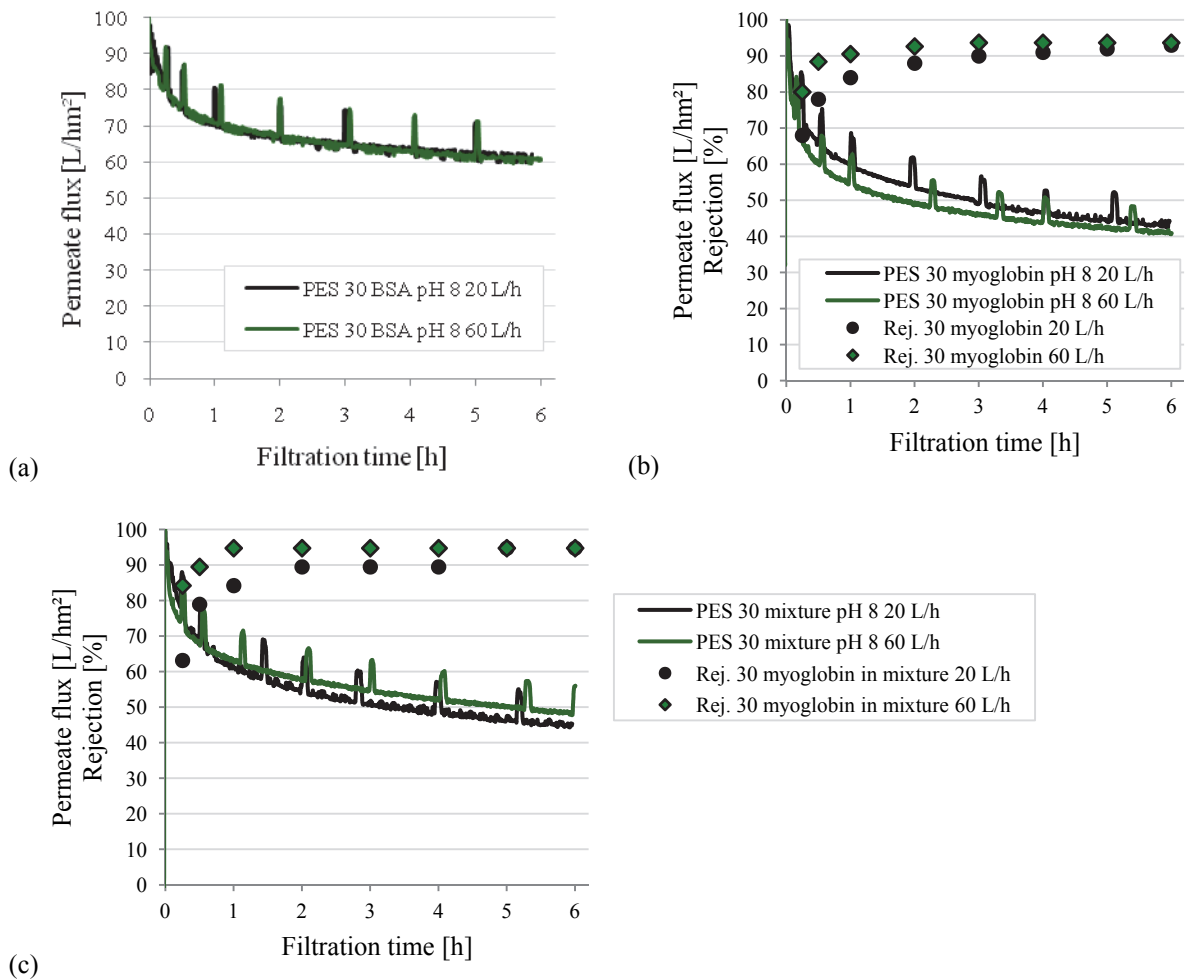 100
90
80
70
60
50
40
30
20
10
0
Permeate flux [L/hm²]
PES 30 BSA pH 8 20 L/h
PES 30 BSA pH 8 60 L/h
0 1 2 3 4 5 6
Filtration time [h]
(a)
100
90
80
70
60
50
40
30
20
10
0
Permeate flux [L/hm²]
Rejection [%]
PES 30 myoglobin pH 8 20 L/h
PES 30 myoglobin pH 8 60 L/h
Rej. 30 myoglobin 20 L/h
Rej. 30 myoglobin 60 L/h
0 1 2 3 4 5 6
Filtration time [h]
(b)
100
90
80
70
60
50
40
30
20
10
0
Permeate flux [L/hm²]
Rejection [%]
0 1 2 3 4 5 6
Filtration time [h]
PES 30 mixture pH 8 20 L/h
PES 30 mixture pH 8 60 L/h
Rej. 30 myoglobin in mixture 20 L/h
Rej. 30 myoglobin in mixture 60 L/h
(c)